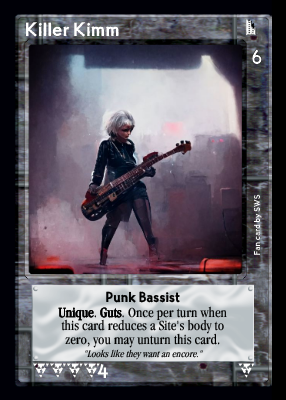 Killer Kimm
6
Fan card by SWS
Punk Bassist
Unique. Guts. Once per turn when
this card reduces a Site's body to
zero, you may unturn this card.
"Looks like they want an encore."
4